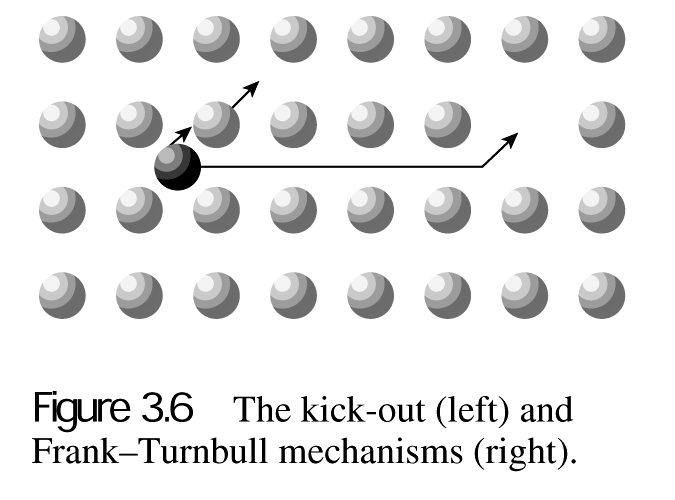 Figure 3.6 The kick-out (left) and
Frank–Turnbull mechanisms (right).